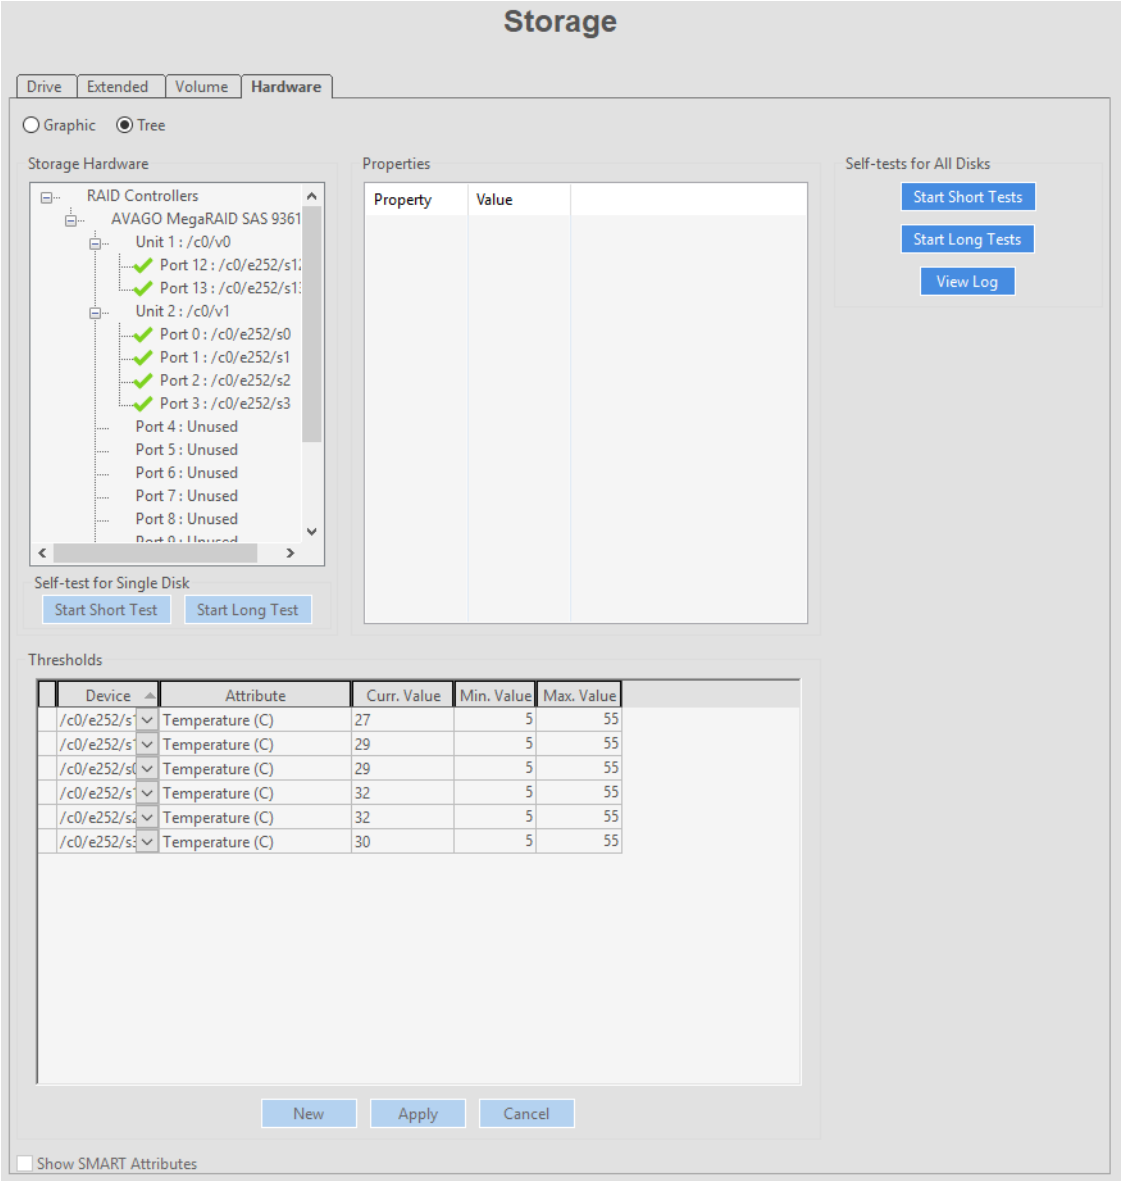 Storage
Drive Extended Volume Hardware
Graphic Tree
Storage Hardware
RAID Controllers
AVAGO MegaRAID SAS 9361
Unit 1 : /c0/v0
Port 12 : /c0/e252/s12
Port 13 : /c0/e252/s13
Unit 2 : /c0/v1
Port 0 : /c0/e252/s0
Port 1 : /c0/e252/s1
Port 2 : /c0/e252/s2
Port 3 : /c0/e252/s3
Port 4 : Unused
Port 5 : Unused
Port 6 : Unused
Port 7 : Unused
Port 8 : Unused
Port 9 : Unused
Self-test for Single Disk
Start Short Test Start Long Test
Properties
Property Value
Self-tests for All Disks
Start Short Tests
Start Long Tests
View Log
Thresholds
Device Attribute Curr. Value Min. Value Max. Value
/c0/e252/s1 Temperature (C) 27 5 55
/c0/e252/s1 Temperature (C) 29 5 55
/c0/e252/s0 Temperature (C) 29 5 55
/c0/e252/s1 Temperature (C) 32 5 55
/c0/e252/s2 Temperature (C) 32 5 55
/c0/e252/s3 Temperature (C) 30 5 55
New Apply Cancel
Show SMART Attributes